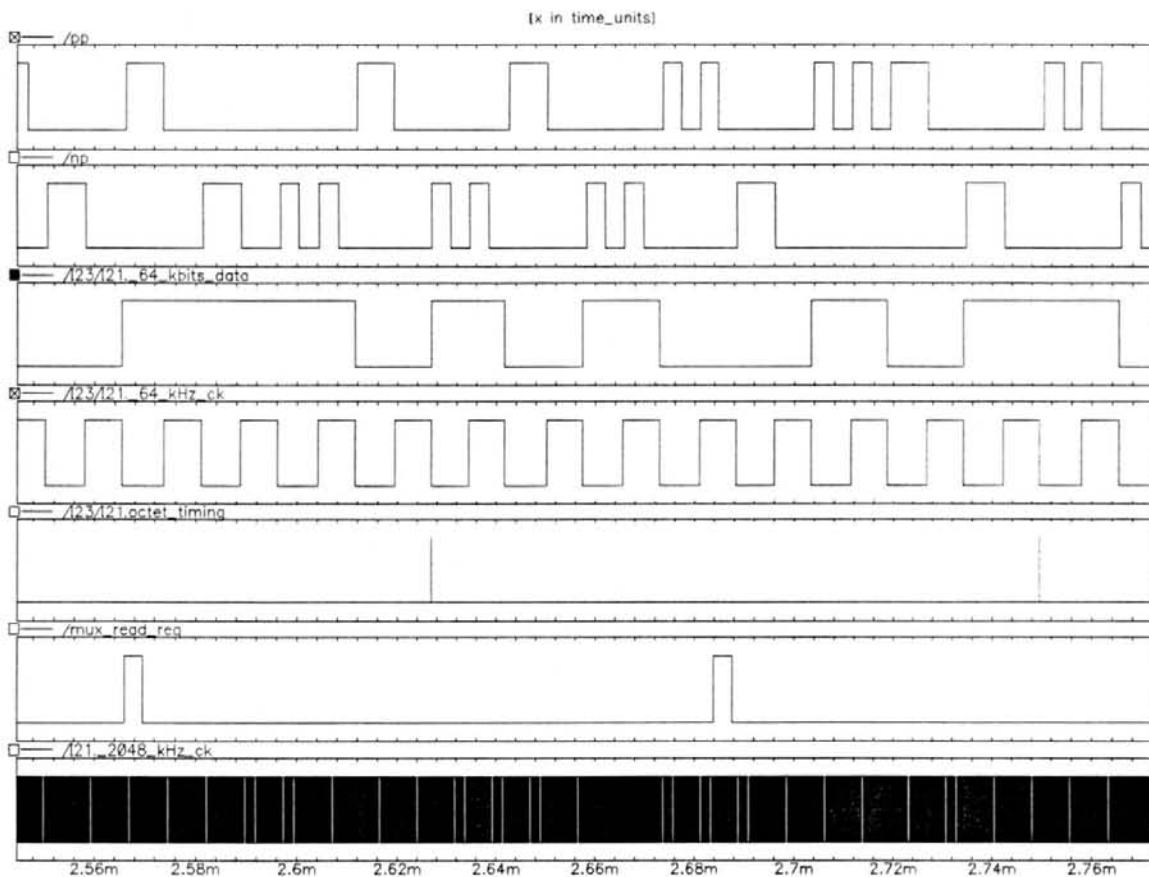 [x in time_units]
/pp
/np
/I23/I21._64_kbits_data
/I23/I21._64_kHz_ck
/I23/I21.octet_timing
/mux_read_req
/I21._2048_kHz_ck
2.56m 2.58m 2.6m 2.62m 2.64m 2.66m 2.68m 2.7m 2.72m 2.74m 2.76m